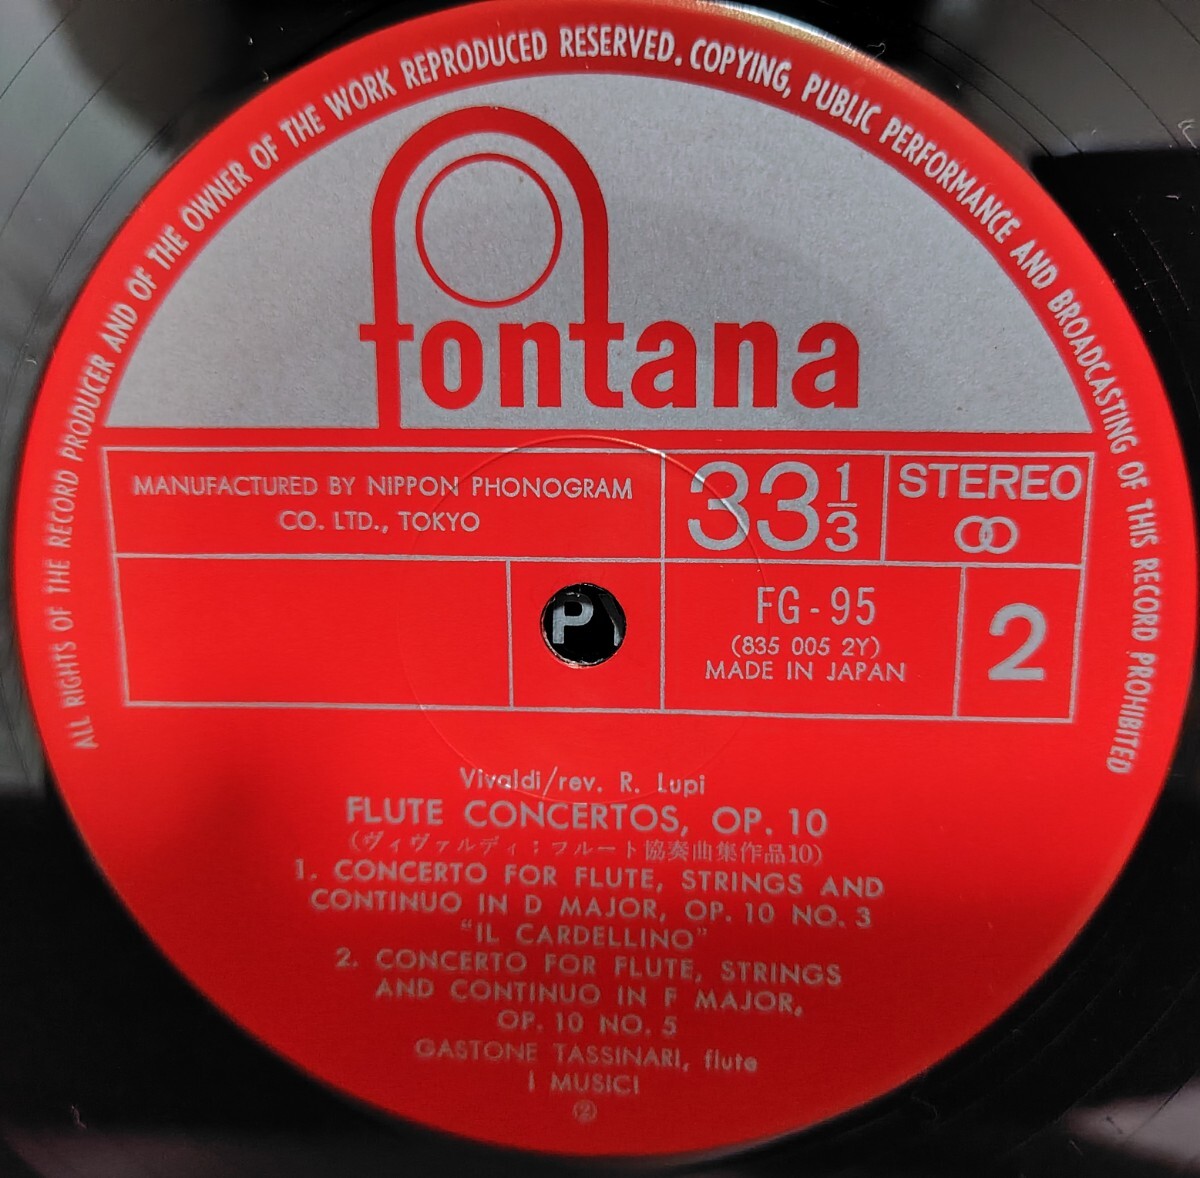 ALL RIGHTS OF THE RECORD PRODUCER AND OF THE OWNER OF THE WORK REPRODUCED RESERVED. COPYING, PUBLIC PERFORMANCE AND BROADCASTING OF THIS RECORD PROHIBITED
fontana
MANUFACTURED BY NIPPON PHONOGRAM
CO. LTD., TOKYO
33 1/3
STEREO
P
FG-95
(835 005 2Y)
MADE IN JAPAN
2
Vivaldi/rev. R. Lupi
FLUTE CONCERTOS, OP. 10
(ヴィヴァルディ:フルート協奏曲集作品10)
1. CONCERTO FOR FLUTE, STRINGS AND
CONTINUO IN D MAJOR, OP. 10 NO. 3
"IL CARDELLINO"
2. CONCERTO FOR FLUTE, STRINGS
AND CONTINUO IN F MAJOR,
OP. 10 NO. 5
GASTONE TASSINARI, flute
I MUSICI
②